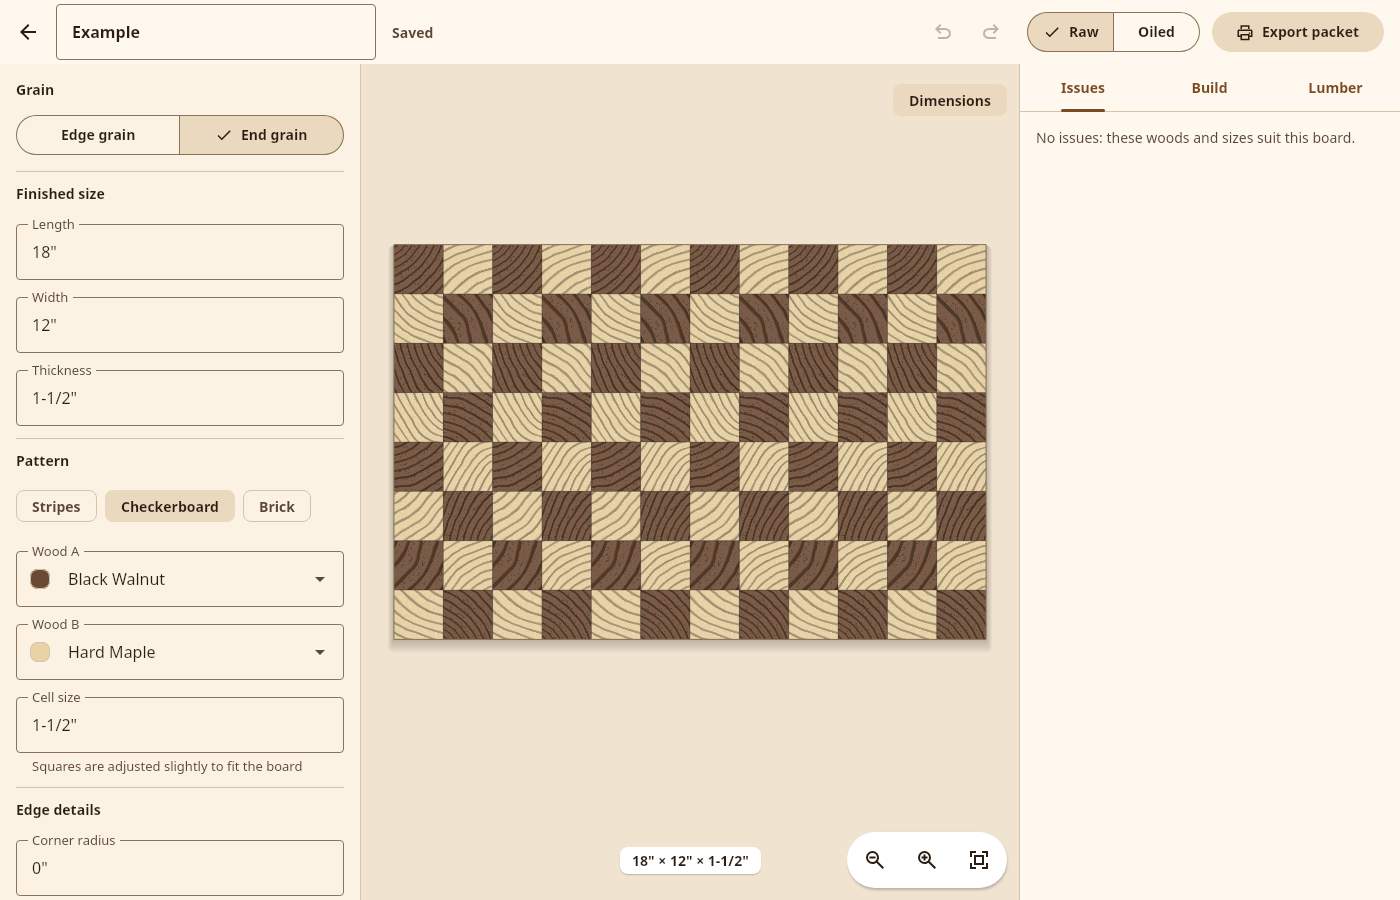 Example
Saved
Raw
Oiled
Export packet
Grain
Edge grain
End grain
Finished size
Length
18"
Width
12"
Thickness
1-1/2"
Pattern
Stripes
Checkerboard
Brick
Wood A
Black Walnut
Wood B
Hard Maple
Cell size
1-1/2"
Squares are adjusted slightly to fit the board
Edge details
Corner radius
0"
Dimensions
18" × 12" × 1-1/2"
Issues
Build
Lumber
No issues: these woods and sizes suit this board.